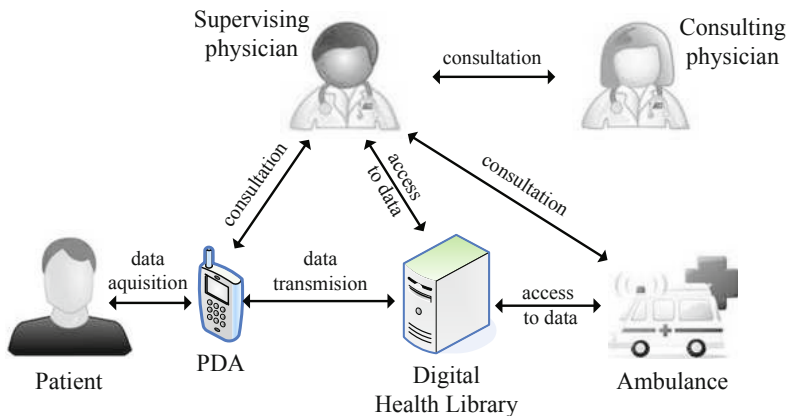 Supervising
physician
Consulting
physician
consultation
consultation
access
to data
consultation
data
aquisition
data
transmision
access
to data
Patient
PDA
Digital
Health Library
Ambulance